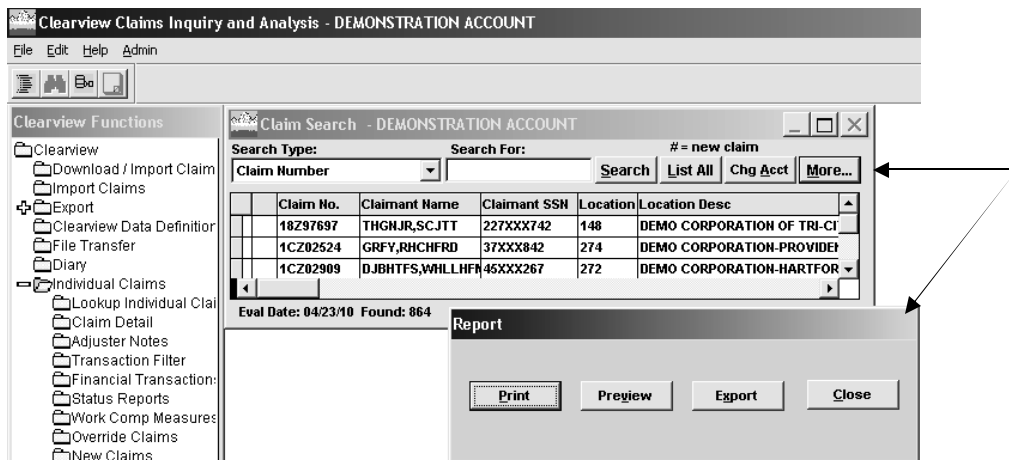 Clearview Claims Inquiry and Analysis - DEMONSTRATION ACCOUNT
File Edit Help Admin
Clearview Functions
Clearview
Download / Import Claim
Import Claims
Export
Clearview Data Definition
File Transfer
Diary
Individual Claims
Lookup Individual Clai
Claim Detail
Adjuster Notes
Transaction Filter
Financial Transactions
Status Reports
Work Comp Measures
Override Claims
New Claims
Claim Search - DEMONSTRATION ACCOUNT
Search Type: Search For: # = new claim
Claim Number Search List All Chg Acct More...
Claim No. Claimant Name Claimant SSN Location Location Desc
18Z97697 THGNJR,SCJTT 227XXX742 148 DEMO CORPORATION OF TRI-CI
1CZ02524 GRFY,RHCHFRD 37XXX842 274 DEMO CORPORATION-PROVIDEN
1CZ02909 DJBHTFS,WHLLHFM 45XXX267 272 DEMO CORPORATION-HARTFOR
Eval Date: 04/23/10 Found: 864
Report
Print Preview Export Close